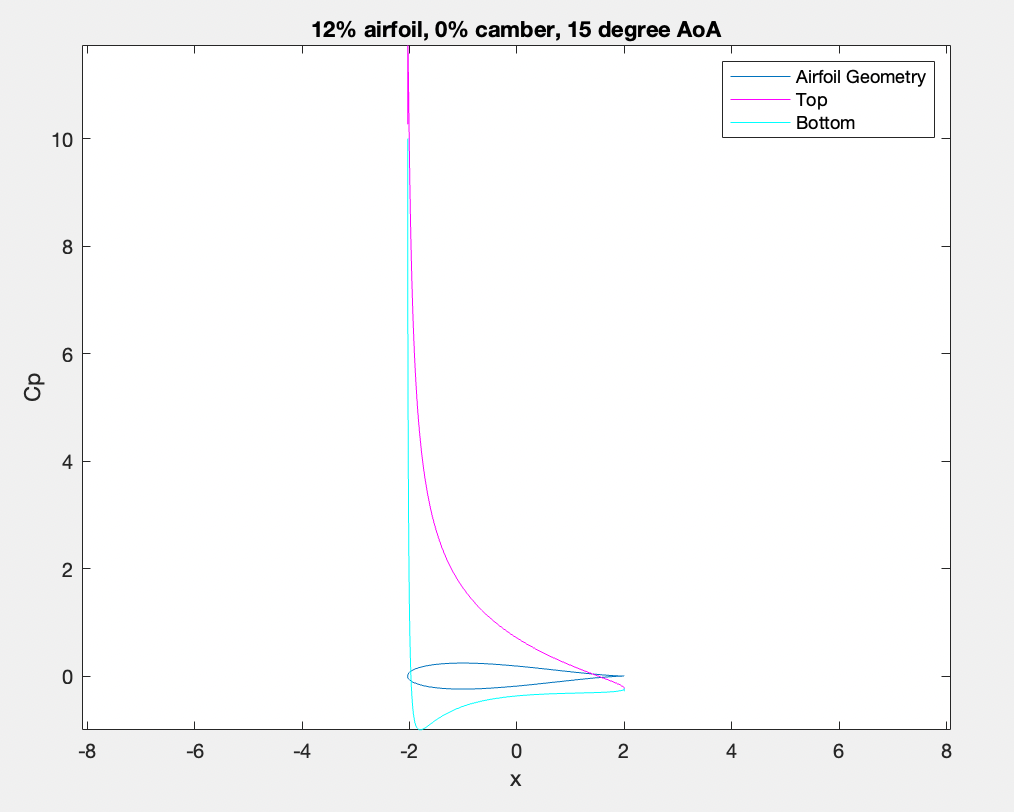 12% airfoil, 0% camber, 15 degree AoA
Airfoil Geometry
Top
Bottom
10
8
6
4
2
0
Cp
-8 -6 -4 -2 0 2 4 6 8
x